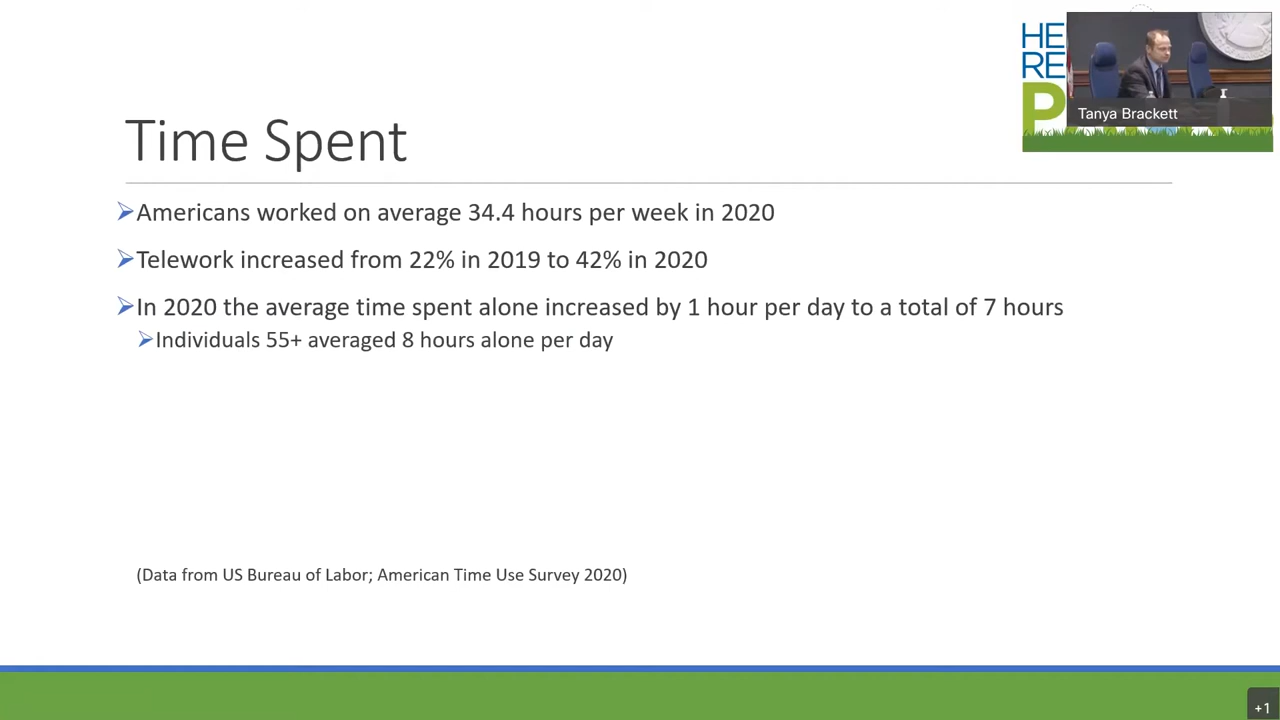 HE
RE
P
Tanya Brackett
Time Spent
Americans worked on average 34.4 hours per week in 2020
Telework increased from 22% in 2019 to 42% in 2020
In 2020 the average time spent alone increased by 1 hour per day to a total of 7 hours
Individuals 55+ averaged 8 hours alone per day
(Data from US Bureau of Labor; American Time Use Survey 2020)
+1